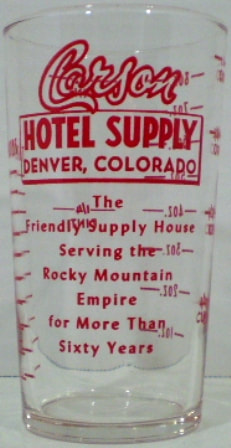 Carson
HOTEL SUPPLY
DENVER, COLORADO
The
Friendly Supply House
Serving the
Rocky Mountain
Empire
for More Than
Sixty Years